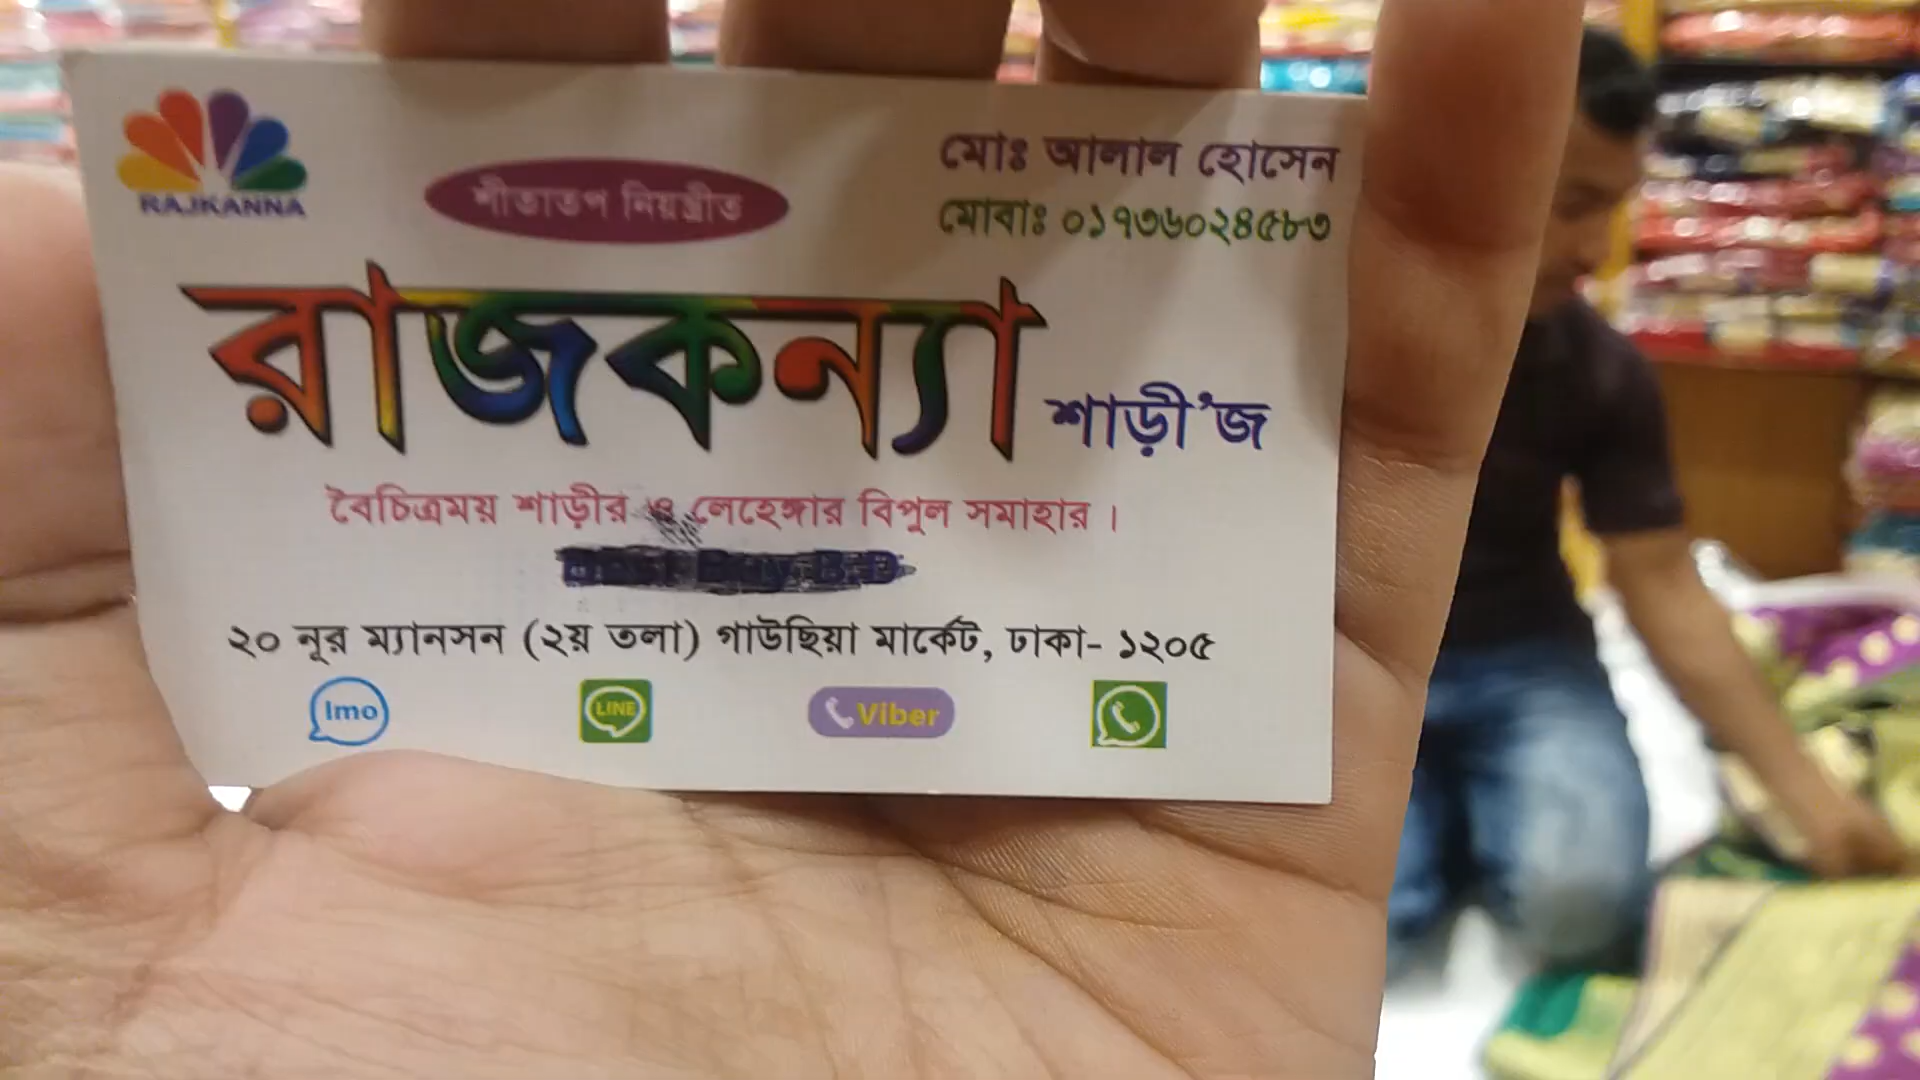 RAJKANNA
শীতাতপ নিয়ন্ত্রীত
মোঃ আলাল হোসেন
মোবাঃ ০১৭৩৬০২৪৫৮৩
রাজকন্যা শাড়ী'জ
বৈচিত্রময় শাড়ীর ও লেহেঙ্গার বিপুল সমাহার।
২০ নূর ম্যানসন (২য় তলা) গাউছিয়া মার্কেট, ঢাকা- ১২০৫
Imo LINE Viber